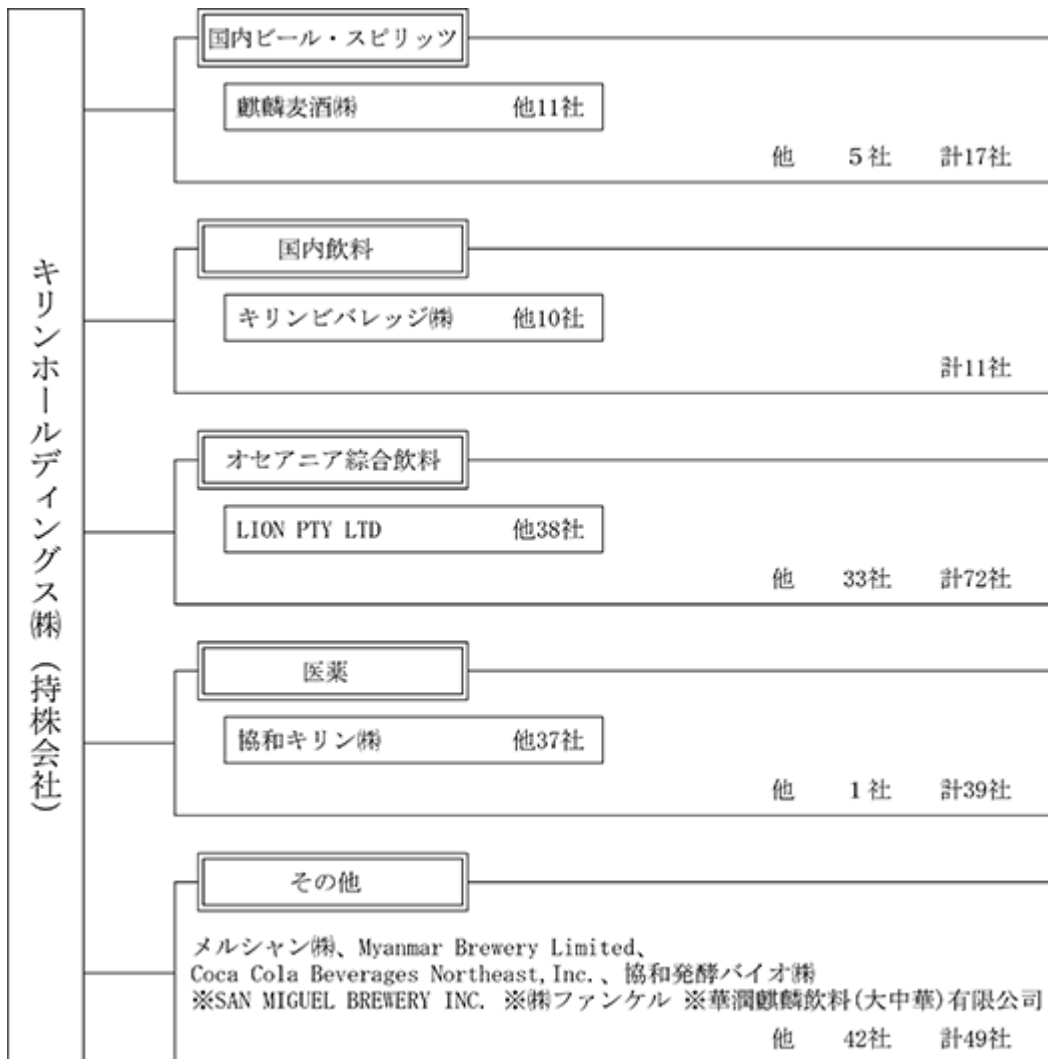 キリンホールディングス㈱（持株会社）
国内ビール・スピリッツ
麒麟麦酒㈱ 他11社
他 ５社 計17社
国内飲料
キリンビバレッジ㈱ 他10社
計11社
オセアニア綜合飲料
LION PTY LTD 他38社
他 33社 計72社
医薬
協和キリン㈱ 他37社
他 １社 計39社
その他
メルシャン㈱、Myanmar Brewery Limited、
Coca Cola Beverages Northeast,Inc.、協和発酵バイオ㈱
※SAN MIGUEL BREWERY INC. ※㈱ファンケル ※華潤麒麟飲料(大中華)有限公司
他 42社 計49社